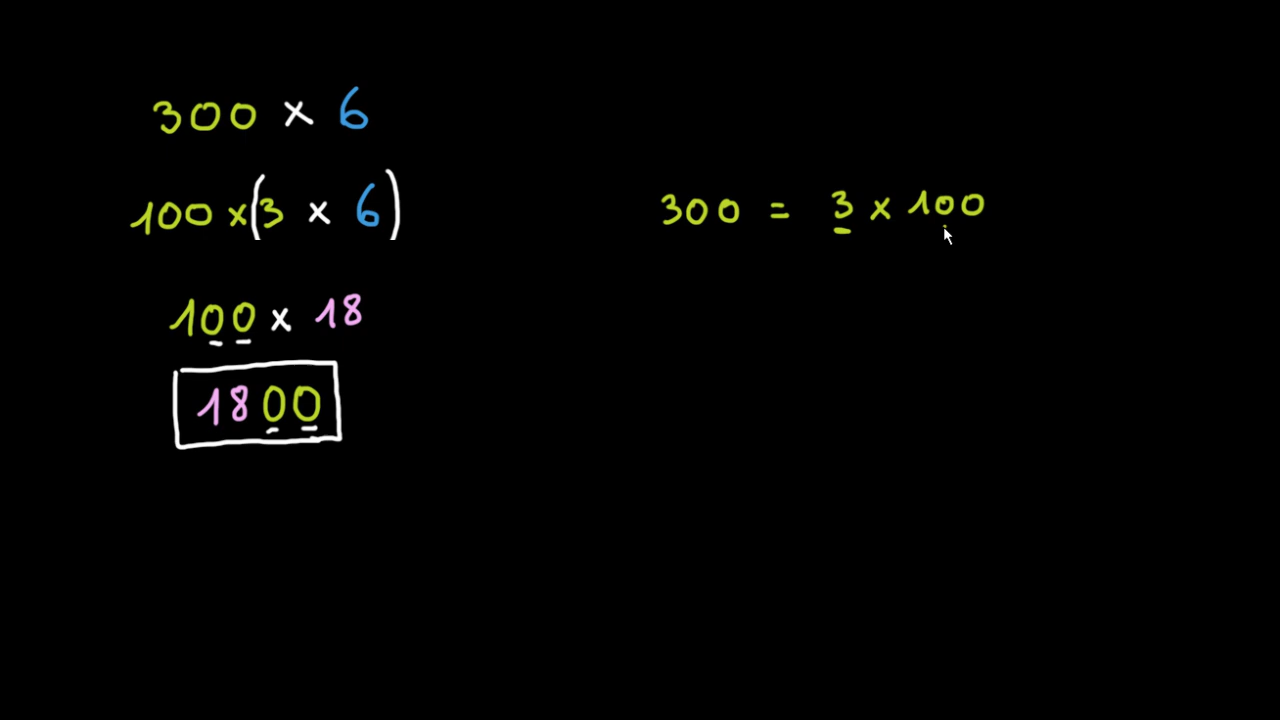 300 × 6
100 × (3 × 6)
300 = 3 × 100
100 × 18
1800